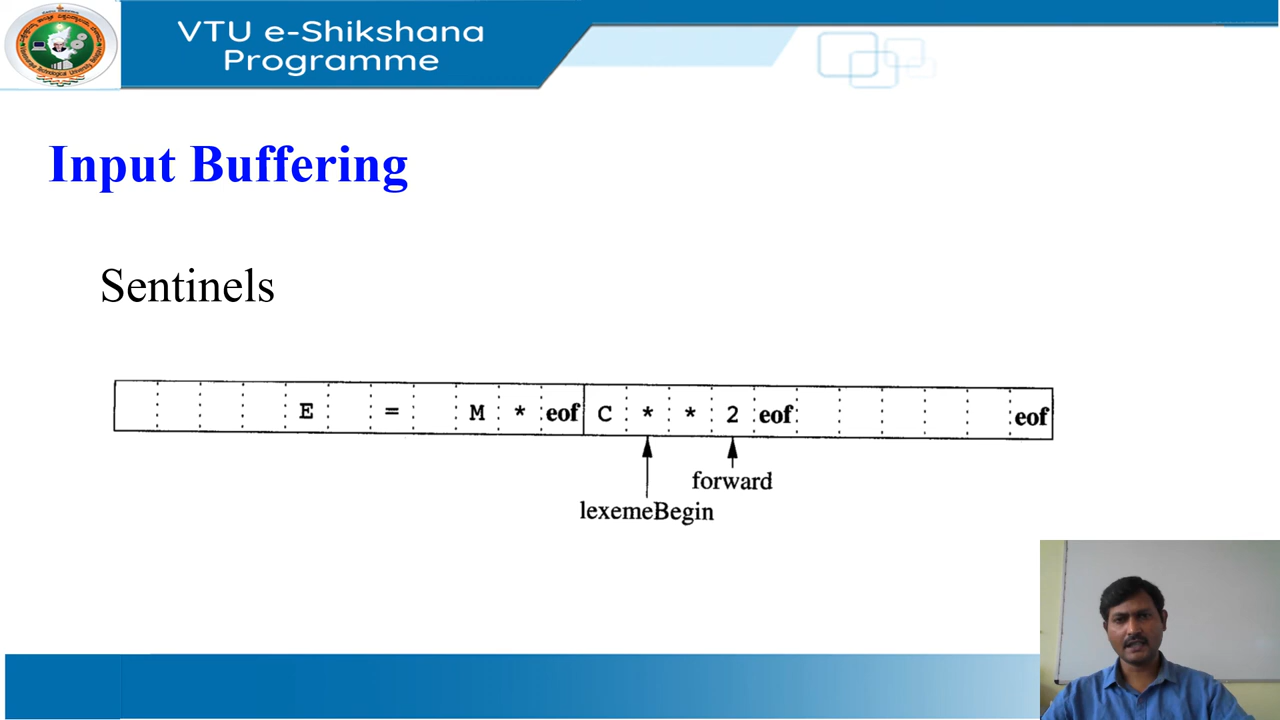 VTU e-Shikshana
Programme
Input Buffering
Sentinels
E = M * eof C * * 2 eof eof
forward
lexemeBegin